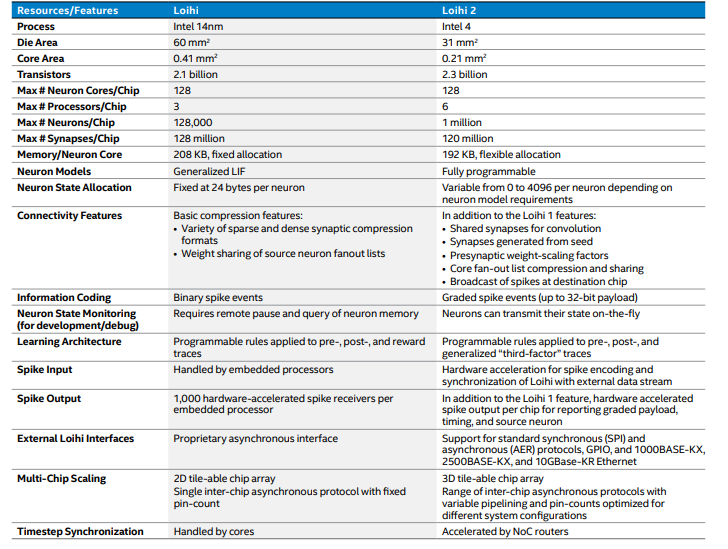 Resources/Features Loihi Loihi 2
Process Intel 14nm Intel 4
Die Area 60 mm² 31 mm²
Core Area 0.41 mm² 0.21 mm²
Transistors 2.1 billion 2.3 billion
Max # Neuron Cores/Chip 128 128
Max # Processors/Chip 3 6
Max # Neurons/Chip 128,000 1 million
Max # Synapses/Chip 128 million 120 million
Memory/Neuron Core 208 KB, fixed allocation 192 KB, flexible allocation
Neuron Models Generalized LIF Fully programmable
Neuron State Allocation Fixed at 24 bytes per neuron Variable from 0 to 4096 per neuron depending on
neuron model requirements
Connectivity Features Basic compression features: In addition to the Loihi 1 features:
• Variety of sparse and dense synaptic compression • Shared synapses for convolution
formats • Synapses generated from seed
• Weight sharing of source neuron fanout lists • Presynaptic weight-scaling factors
• Core fan-out list compression and sharing
• Broadcast of spikes at destination chip
Information Coding Binary spike events Graded spike events (up to 32-bit payload)
Neuron State Monitoring Requires remote pause and query of neuron memory Neurons can transmit their state on-the-fly
(for development/debug)
Learning Architecture Programmable rules applied to pre-, post-, and reward Programmable rules applied to pre-, post-, and
traces generalized “third-factor” traces
Spike Input Handled by embedded processors Hardware acceleration for spike encoding and
synchronization of Loihi with external data stream
Spike Output 1,000 hardware-accelerated spike receivers per In addition to the Loihi 1 feature, hardware accelerated
embedded processor spike output per chip for reporting graded payload,
timing, and source neuron
External Loihi Interfaces Proprietary asynchronous interface Support for standard synchronous (SPI) and
asynchronous (AER) protocols, GPIO, and 1000BASE-KX,
2500BASE-KX, and 10GBase-KR Ethernet
Multi-Chip Scaling 2D tile-able chip array 3D tile-able chip array
Single inter-chip asynchronous protocol with fixed Range of inter-chip asynchronous protocols with
pin-count variable pipelining and pin-counts optimized for
different system configurations
Timestep Synchronization Handled by cores Accelerated by NoC routers